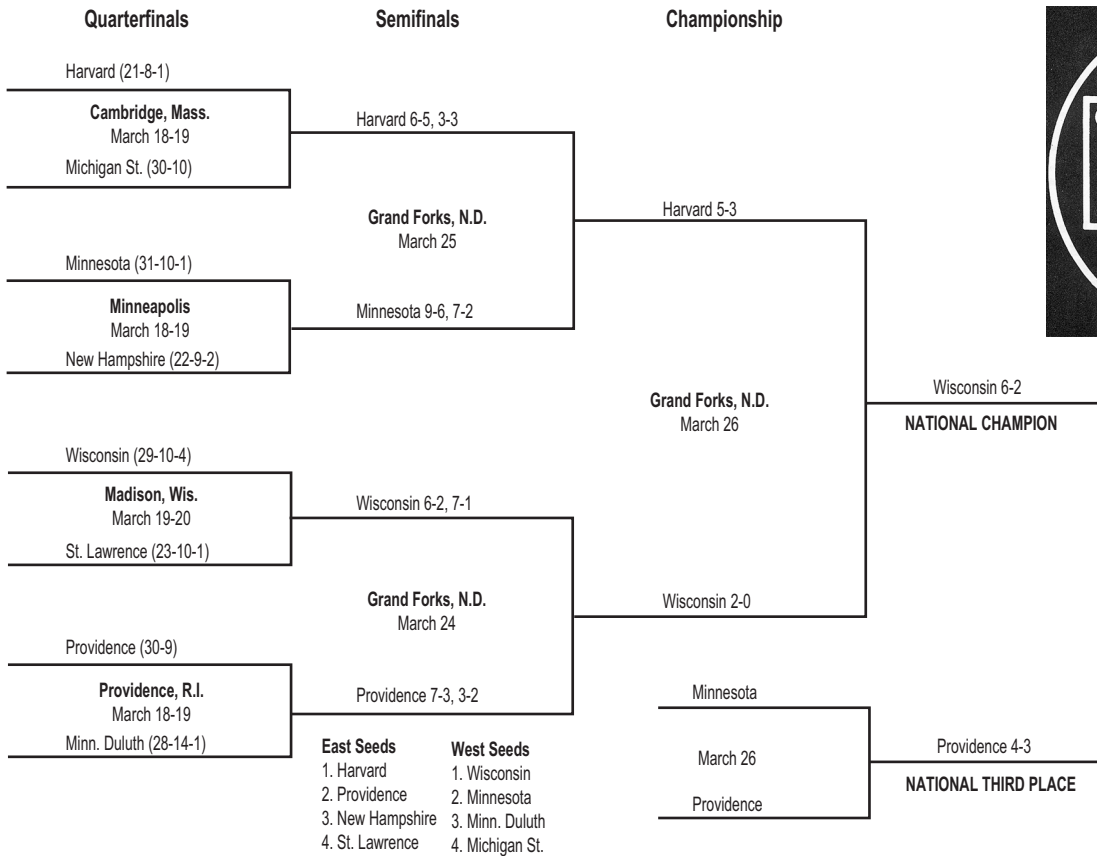 Quarterfinals
Semifinals
Championship
Harvard (21-8-1)
Cambridge, Mass.
March 18-19
Michigan St. (30-10)
Harvard 6-5, 3-3
Grand Forks, N.D.
March 25
Minnesota (31-10-1)
Minneapolis
March 18-19
New Hampshire (22-9-2)
Minnesota 9-6, 7-2
Harvard 5-3
Grand Forks, N.D.
March 26
Wisconsin 6-2
NATIONAL CHAMPION
Wisconsin (29-10-4)
Madison, Wis.
March 19-20
St. Lawrence (23-10-1)
Wisconsin 6-2, 7-1
Grand Forks, N.D.
March 24
Wisconsin 2-0
Providence (30-9)
Providence, R.I.
March 18-19
Minn. Duluth (28-14-1)
Providence 7-3, 3-2
East Seeds
1. Harvard
2. Providence
3. New Hampshire
4. St. Lawrence
West Seeds
1. Wisconsin
2. Minnesota
3. Minn. Duluth
4. Michigan St.
Minnesota
March 26
Providence
Providence 4-3
NATIONAL THIRD PLACE